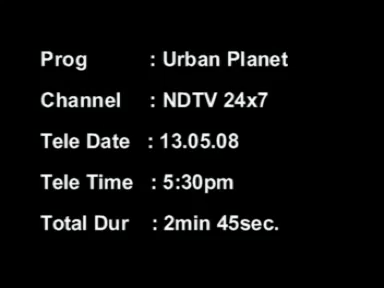 Prog : Urban Planet
Channel : NDTV 24x7
Tele Date : 13.05.08
Tele Time : 5:30pm
Total Dur : 2min 45sec.